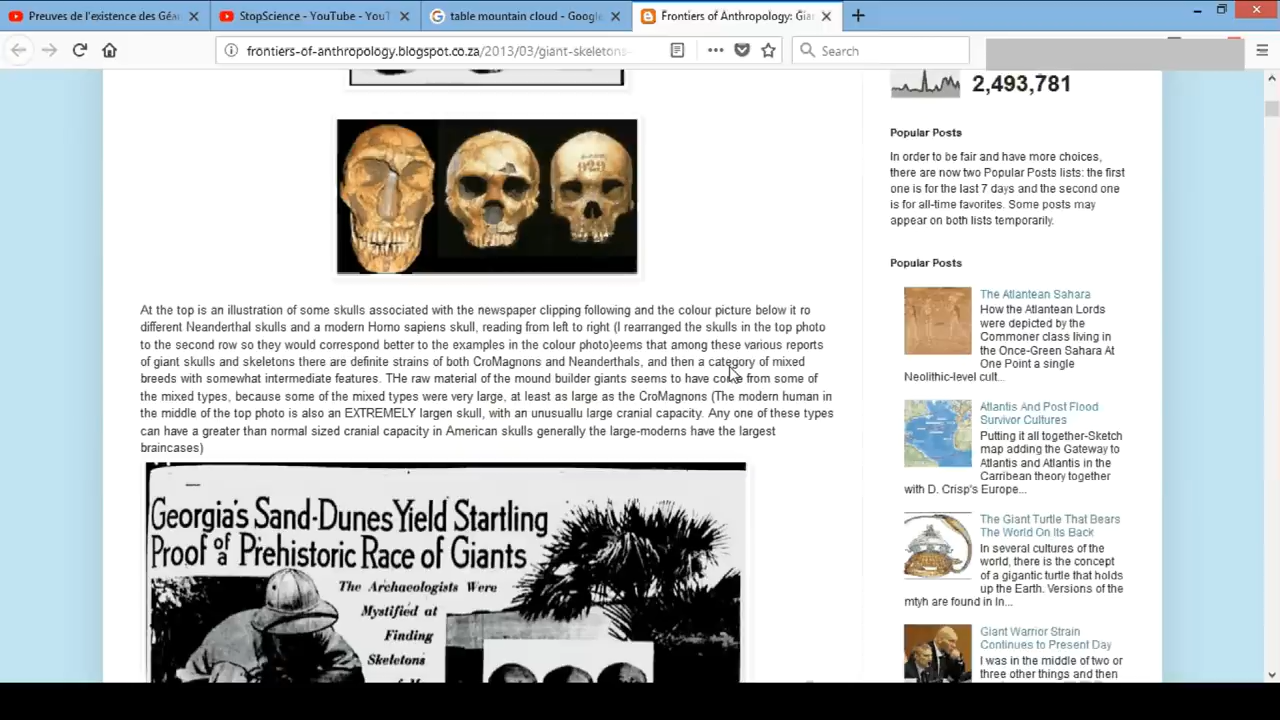 Preuves de l'existence des Géa
StopScience - YouTube - YouT
table mountain cloud - Google
Frontiers of Anthropology: Gia
frontiers-of-anthropology.blogspot.co.za/2013/03/giant-skeletons-
Search
2,493,781
Popular Posts
In order to be fair and have more choices,
there are now two Popular Posts lists: the first
one is for the last 7 days and the second one
is for all-time favorites. Some posts may
appear on both lists temporarily.
Popular Posts
The Atlantean Sahara
How the Atlantean Lords
were depicted by the
Commoner class living in
the Once-Green Sahara At
One Point a single
Neolithic-level cult...
Atlantis And Post Flood
Survivor Cultures
Putting it all together-Sketch
map adding the Gateway to
Atlantis and Atlantis in the
Carribean theory together
with D. Crisp's Europe...
The Giant Turtle That Bears
The World On Its Back
In several cultures of the
world, there is the concept
of a gigantic turtle that holds
up the Earth. Versions of the
mtyh are found in In...
Giant Warrior Strain
Continues to Present Day
I was in the middle of two or
three other things and then
At the top is an illustration of some skulls associated with the newspaper clipping following and the colour picture below it ro
different Neanderthal skulls and a modern Homo sapiens skull, reading from left to right (I rearranged the skulls in the top photo
to the second row so they would correspond better to the examples in the colour photo)eems that among these various reports
of giant skulls and skeletons there are definite strains of both CroMagnons and Neanderthals, and then a category of mixed
breeds with somewhat intermediate features. THe raw material of the mound builder giants seems to have come from some of
the mixed types, because some of the mixed types were very large, at least as large as the CroMagnons (The modern human in
the middle of the top photo is also an EXTREMELY largen skull, with an unusuallu large cranial capacity. Any one of these types
can have a greater than normal sized cranial capacity in American skulls generally the large-moderns have the largest
braincases)
Georgia's Sand-Dunes Yield Startling
Proof of a Prehistoric Race of Giants
The Archaeologists Were
Mystified at
Finding
Skeletons